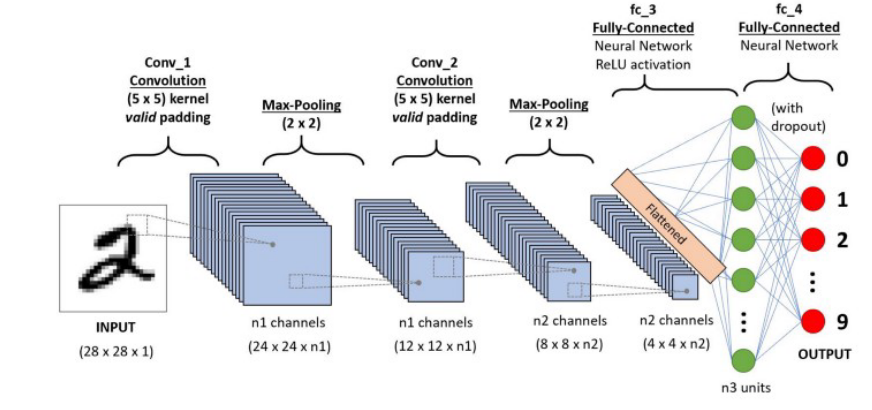 fc_3
Fully-Connected
Neural Network
ReLU activation
fc_4
Fully-Connected
Neural Network
Conv_1
Convolution
(5 x 5) kernel
valid padding
Max-Pooling
(2 x 2)
Conv_2
Convolution
(5 x 5) kernel
valid padding
Max-Pooling
(2 x 2)
(with
dropout)
2
Flattened
0
1
2
⋮
⋮
9
INPUT
(28 x 28 x 1)
n1 channels
(24 x 24 x n1)
n1 channels
(12 x 12 x n1)
n2 channels
(8 x 8 x n2)
n2 channels
(4 x 4 x n2)
OUTPUT
n3 units